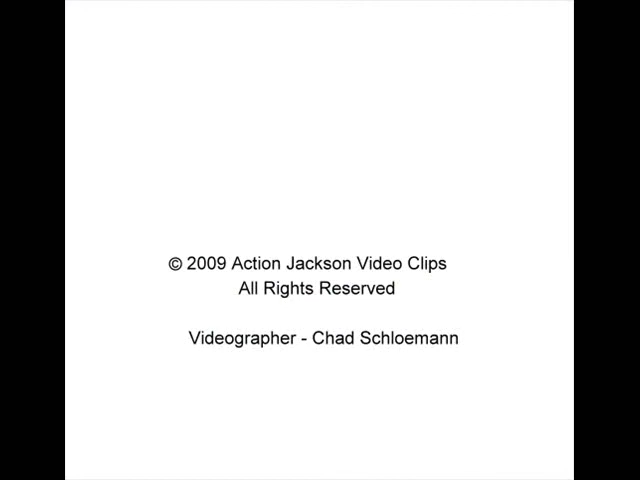 © 2009 Action Jackson Video Clips
All Rights Reserved
Videographer - Chad Schloemann